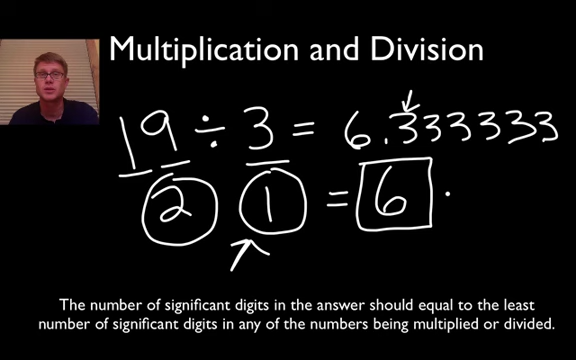 Multiplication and Division
19 ÷ 3 = 6.333333
2 1 = 6.
The number of significant digits in the answer should equal to the least
number of significant digits in any of the numbers being multiplied or divided.